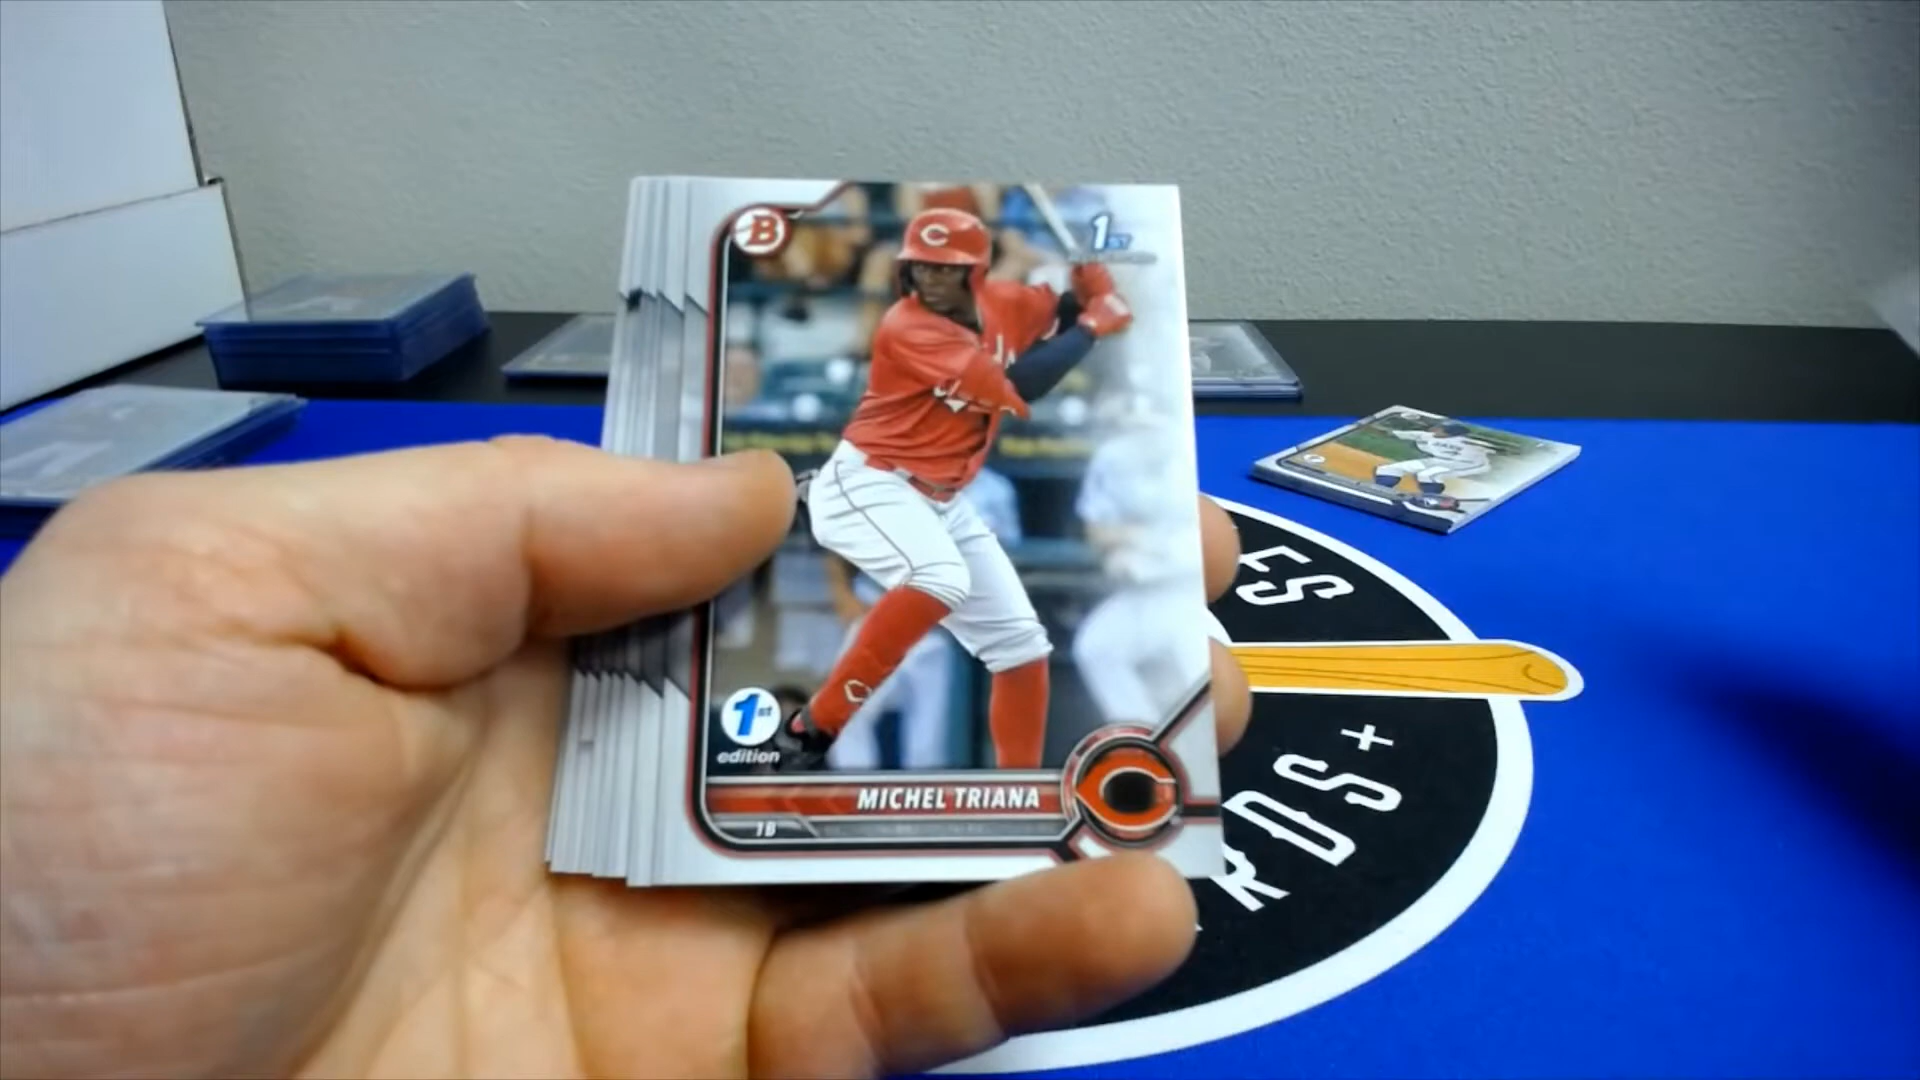 B
C
1ST
1st
edition
MICHEL TRIANA
1B
ES
RDS+